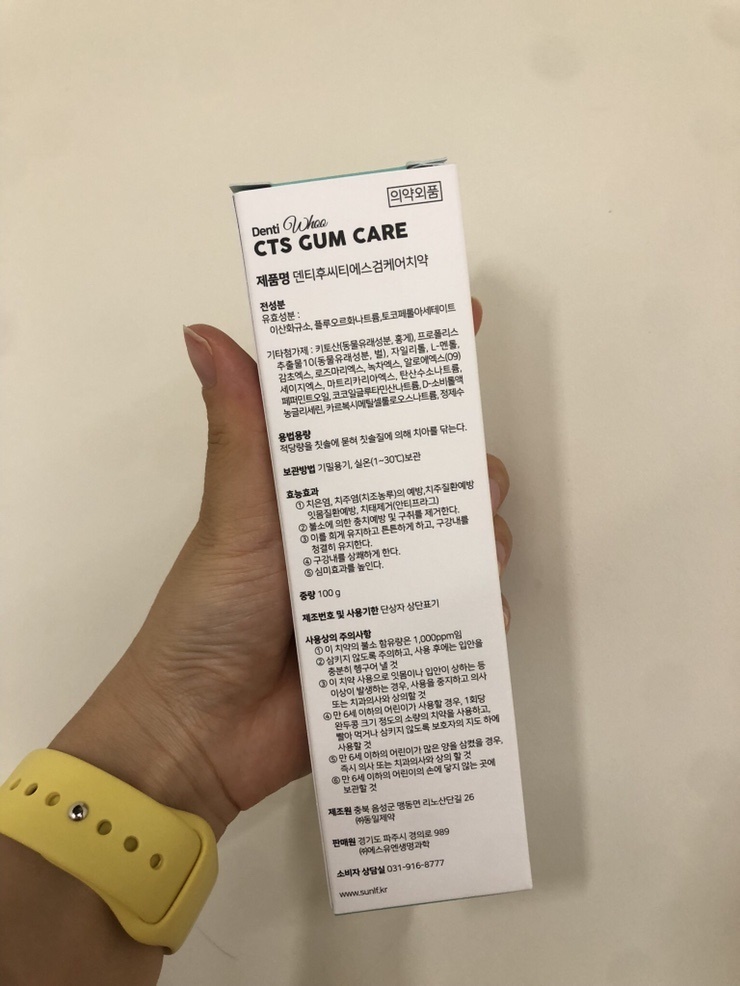 의약외품
Denti Whoo
CTS GUM CARE
제품명 덴티후씨티에스검케어치약
전성분
유효성분 :
이산화규소, 플루오르화나트륨,토코페롤아세테이트
기타첨가제 : 키토산(동물유래성분, 홍게), 프로폴리스
추출물10(동물유래성분, 벌), 자일리톨, L-멘톨,
감초엑스, 로즈마리엑스, 녹차엑스, 알로에엑스(09)
세이지엑스, 마트리카리아엑스, 탄산수소나트륨,
페퍼민트오일, 코코일글루타민산나트륨, D-소비톨액
농글리세린, 카르복시메틸셀룰로오스나트륨, 정제수
용법용량
적당량을 칫솔에 묻혀 칫솔질에 의해 치아를 닦는다.
보관방법 기밀용기, 실온(1~30℃)보관
효능효과
① 치은염, 치주염(치조농루)의 예방,치주질환예방
잇몸질환예방, 치태제거(안티프라그)
② 불소에 의한 충치예방 및 구취를 제거한다.
③ 이를 희게 유지하고 튼튼하게 하고, 구강내를
청결히 유지한다.
④ 구강내를 상쾌하게 한다.
⑤ 심미효과를 높인다.
중량 100 g
제조번호 및 사용기한 단상자 상단표기
사용상의 주의사항
① 이 치약의 불소 함유량은 1,000ppm임
② 삼키지 않도록 주의하고, 사용 후에는 입안을
충분히 헹구어 낼 것
③ 이 치약 사용으로 잇몸이나 입안이 상하는 등
이상이 발생하는 경우, 사용을 중지하고 의사
또는 치과의사와 상의할 것
④ 만 6세 이하의 어린이가 사용할 경우, 1회당
완두콩 크기 정도의 소량의 치약을 사용하고,
빨아 먹거나 삼키지 않도록 보호자의 지도 하에
사용할 것
⑤ 만 6세 이하의 어린이가 많은 양을 삼켰을 경우,
즉시 의사 또는 치과의사와 상의 할 것
⑥ 만 6세 이하의 어린이의 손에 닿지 않는 곳에
보관할 것
제조원 충북 음성군 맹동면 리노산단길 26
㈜동일제약
판매원 경기도 파주시 경의로 989
㈜에스유엔생명과학
소비자 상담실 031-916-8777
www.sunlf.kr